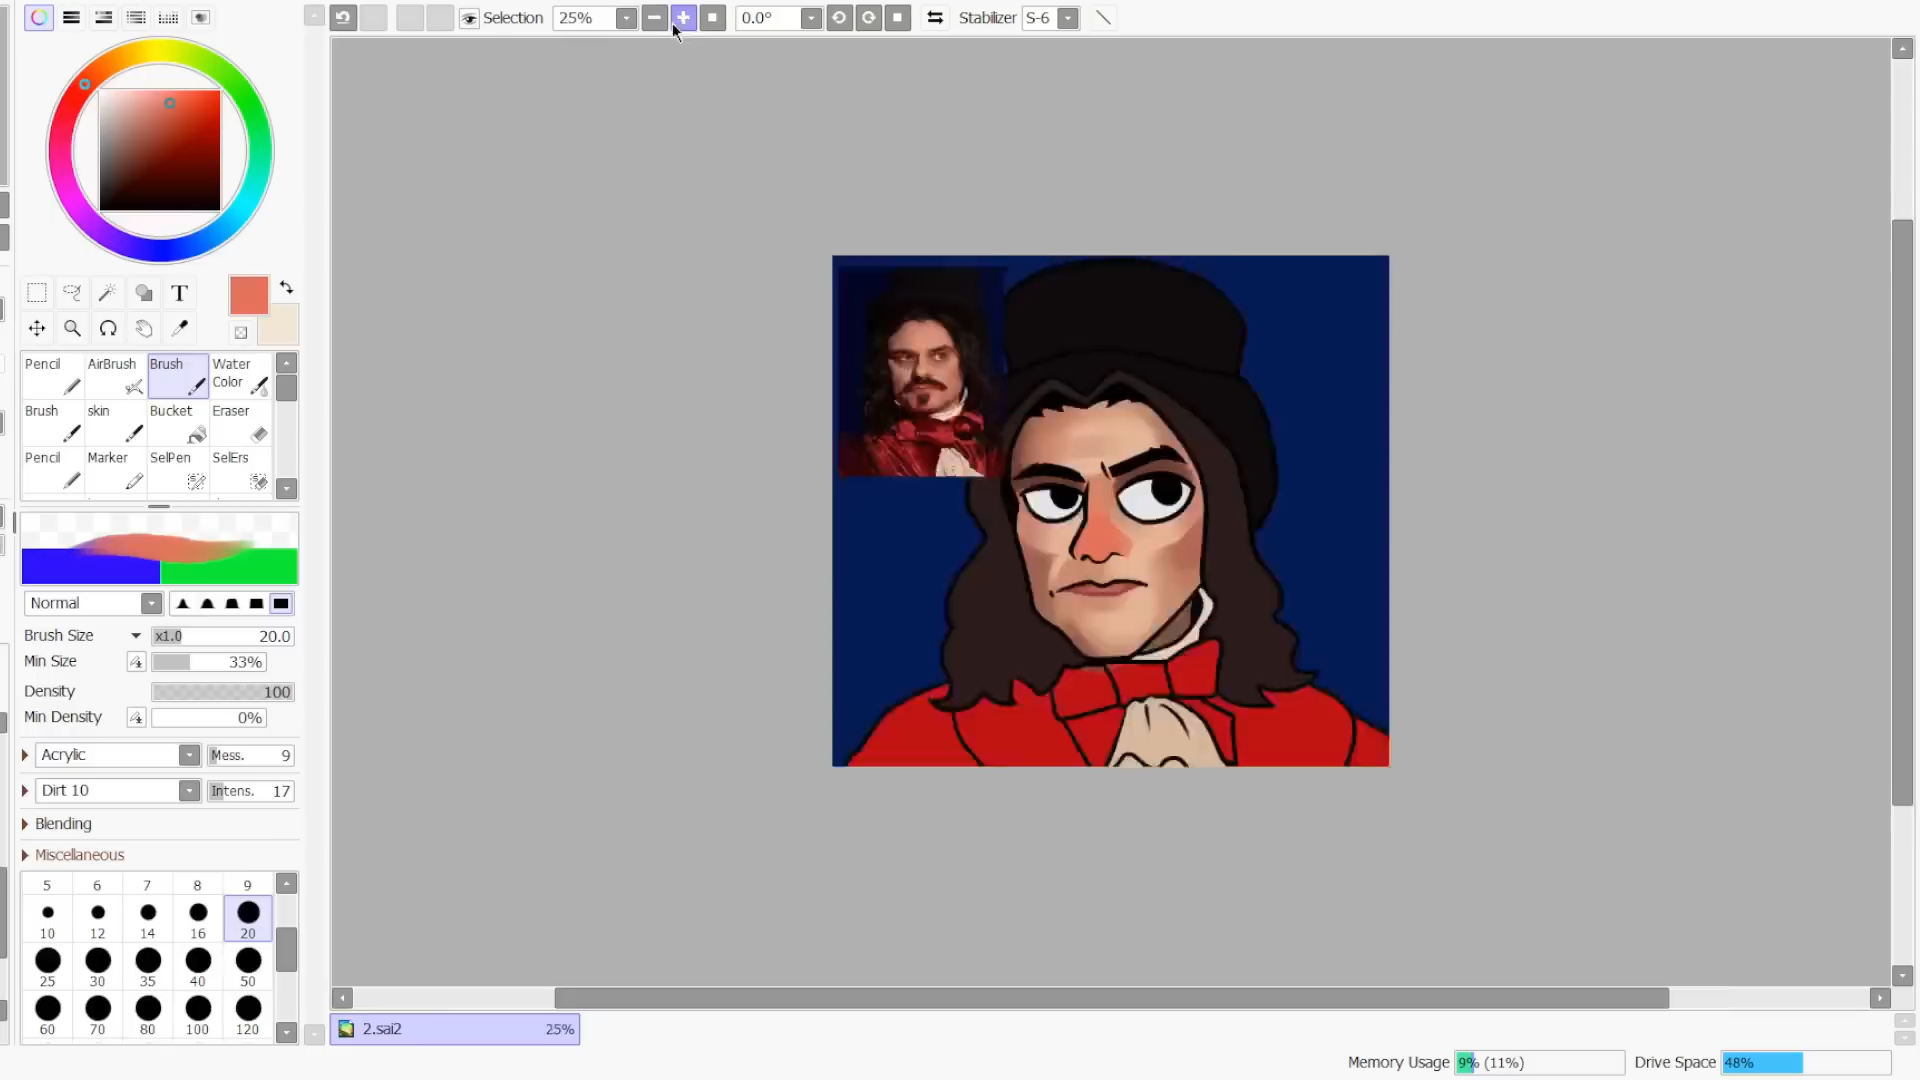 Selection 25% 0.0° Stabilizer S-6
T
Pencil AirBrush Brush Water Color
Brush skin Bucket Eraser
Pencil Marker SelPen SelErs
Normal
Brush Size x1.0 20.0
Min Size 33%
Density 100
Min Density 0%
Acrylic Mess. 9
Dirt 10 Intens. 17
Blending
Miscellaneous
5 6 7 8 9
10 12 14 16 20
25 30 35 40 50
60 70 80 100 120
2.sai2 25%
Memory Usage 9% (11%) Drive Space 48%